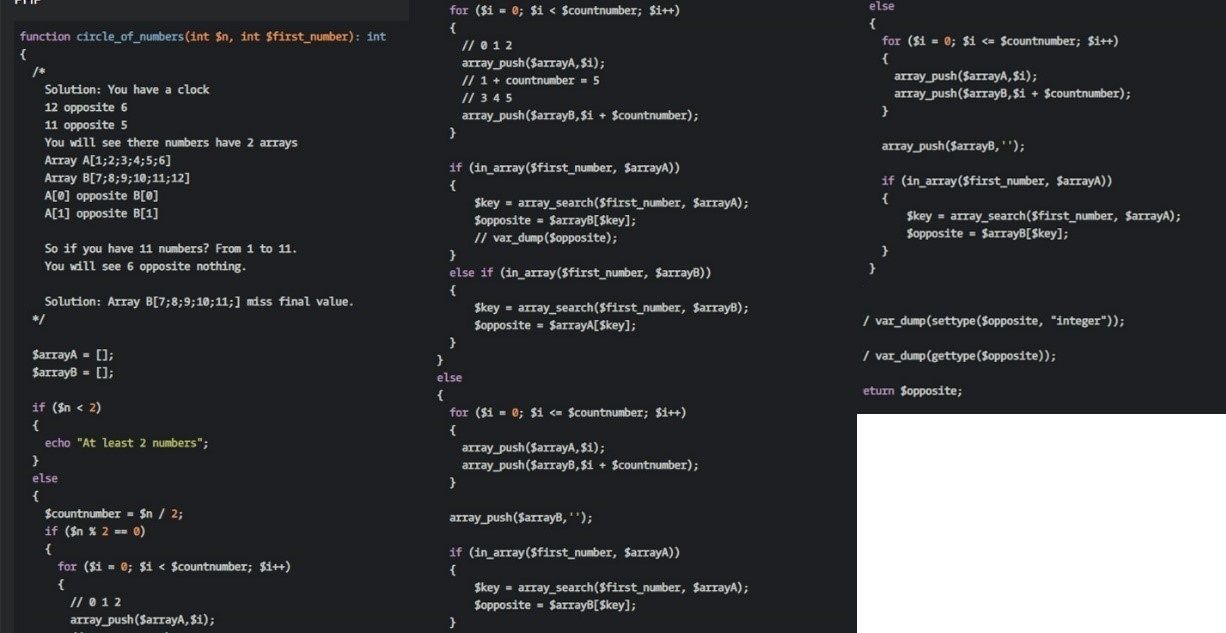 PHP
function circle_of_numbers(int $n, int $first_number): int
{
/*
Solution: You have a clock
12 opposite 6
11 opposite 5
You will see there numbers have 2 arrays
Array A[1;2;3;4;5;6]
Array B[7;8;9;10;11;12]
A[0] opposite B[0]
A[1] opposite B[1]
So if you have 11 numbers? From 1 to 11.
You will see 6 opposite nothing.
Solution: Array B[7;8;9;10;11;] miss final value.
*/
$arrayA = [];
$arrayB = [];
if ($n < 2)
{
echo "At least 2 numbers";
}
else
{
$countnumber = $n / 2;
if ($n % 2 == 0)
{
for ($i = 0; $i < $countnumber; $i++)
{
// 0 1 2
array_push($arrayA,$i);
for ($i = 0; $i < $countnumber; $i++)
{
// 0 1 2
array_push($arrayA,$i);
// 1 + countnumber = 5
// 3 4 5
array_push($arrayB,$i + $countnumber);
}
if (in_array($first_number, $arrayA))
{
$key = array_search($first_number, $arrayA);
$opposite = $arrayB[$key];
// var_dump($opposite);
}
else if (in_array($first_number, $arrayB))
{
$key = array_search($first_number, $arrayB);
$opposite = $arrayA[$key];
}
}
else
{
for ($i = 0; $i <= $countnumber; $i++)
{
array_push($arrayA,$i);
array_push($arrayB,$i + $countnumber);
}
array_push($arrayB,'');
if (in_array($first_number, $arrayA))
{
$key = array_search($first_number, $arrayA);
$opposite = $arrayB[$key];
}
else
{
for ($i = 0; $i <= $countnumber; $i++)
{
array_push($arrayA,$i);
array_push($arrayB,$i + $countnumber);
}
array_push($arrayB,'');
if (in_array($first_number, $arrayA))
{
$key = array_search($first_number, $arrayA);
$opposite = $arrayB[$key];
}
}
/ var_dump(settype($opposite, "integer"));
/ var_dump(gettype($opposite));
eturn $opposite;